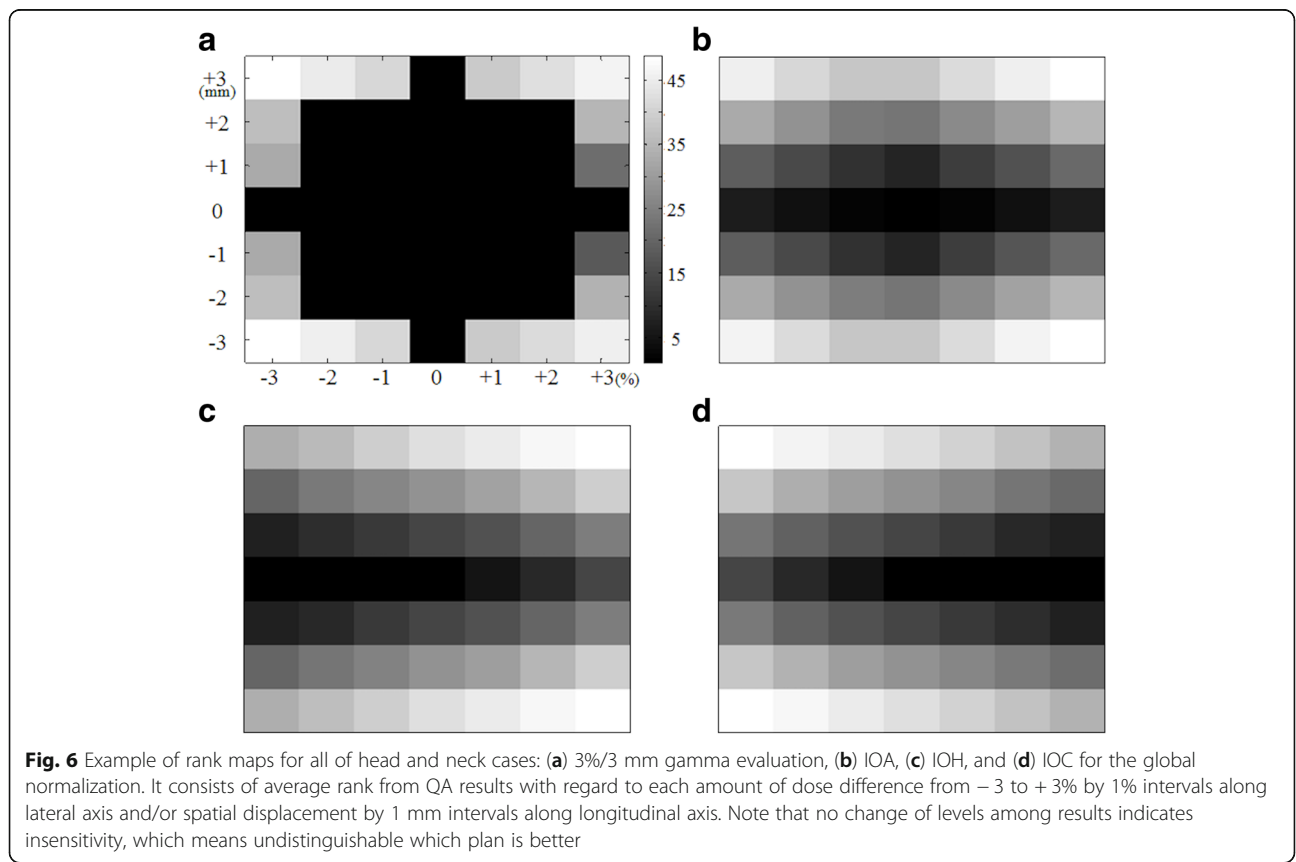 a
b
+3
(mm)
+2
+1
0
-1
-2
-3
-3
-2
-1
0
+1
+2
+3(%)
45
35
25
15
5
c
d
Fig. 6 Example of rank maps for all of head and neck cases: (a) 3%/3 mm gamma evaluation, (b) IOA, (c) IOH, and (d) IOC for the global
normalization. It consists of average rank from QA results with regard to each amount of dose difference from − 3 to + 3% by 1% intervals along
lateral axis and/or spatial displacement by 1 mm intervals along longitudinal axis. Note that no change of levels among results indicates
insensitivity, which means undistinguishable which plan is better